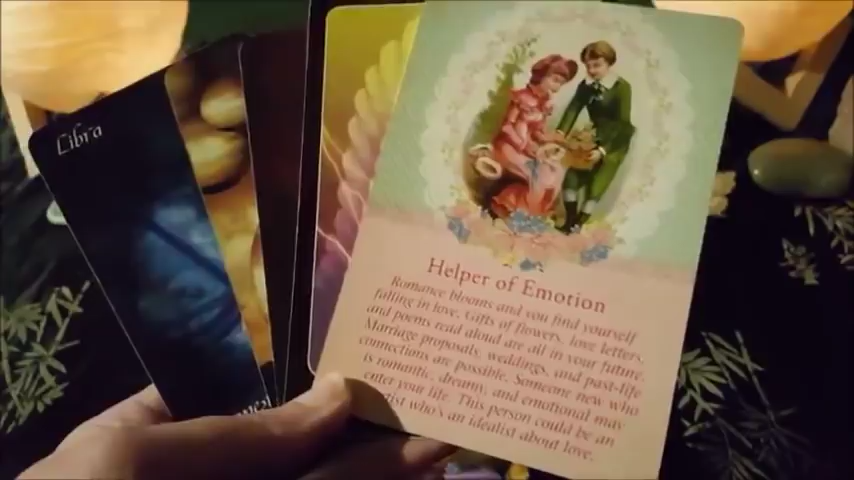 Libra
Helper of Emotion
Romance blooms and you find yourself
falling in love. Gifts of flowers, love letters,
and poems read aloud are all in your future.
Marriage proposals, weddings, and past-life
connections are possible. Someone new who
is romantic, dreamy, and emotional may
enter your life. This person could be an
who's an idealist about love.